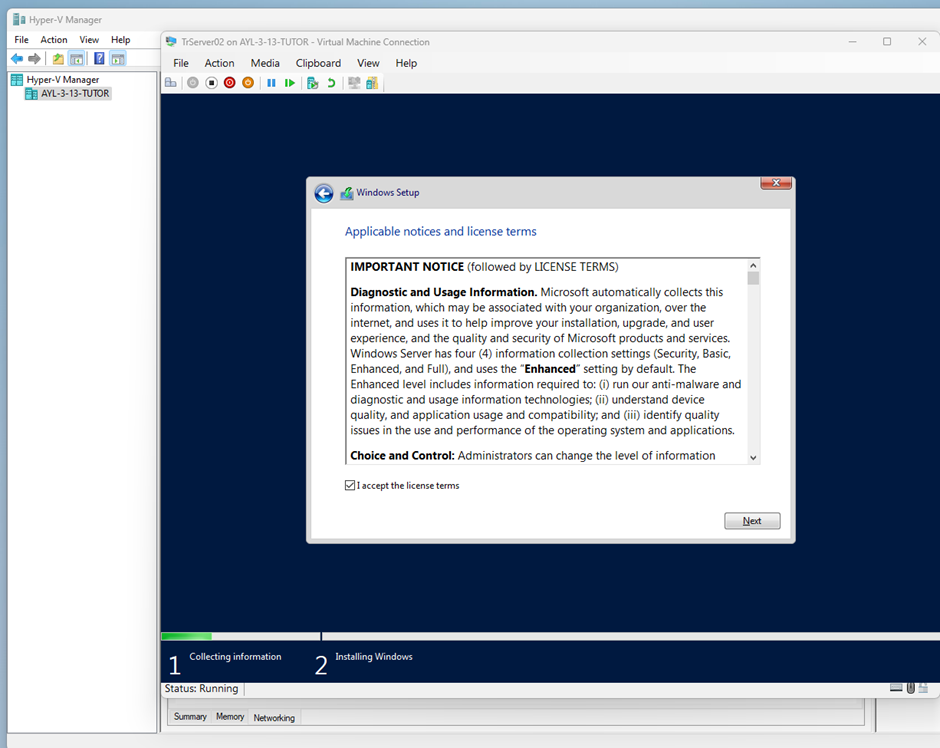 Hyper-V Manager
File Action View Help
Hyper-V Manager
AYL-3-13-TUTOR
TrServer02 on AYL-3-13-TUTOR - Virtual Machine Connection
File Action Media Clipboard View Help
Windows Setup
Applicable notices and license terms
IMPORTANT NOTICE (followed by LICENSE TERMS)
Diagnostic and Usage Information. Microsoft automatically collects this
information, which may be associated with your organization, over the
internet, and uses it to help improve your installation, upgrade, and user
experience, and the quality and security of Microsoft products and services.
Windows Server has four (4) information collection settings (Security, Basic,
Enhanced, and Full), and uses the “Enhanced” setting by default. The
Enhanced level includes information required to: (i) run our anti-malware and
diagnostic and usage information technologies; (ii) understand device
quality, and application usage and compatibility; and (iii) identify quality
issues in the use and performance of the operating system and applications.
Choice and Control: Administrators can change the level of information
I accept the license terms
Next
1 Collecting information
2 Installing Windows
Status: Running
Summary Memory Networking